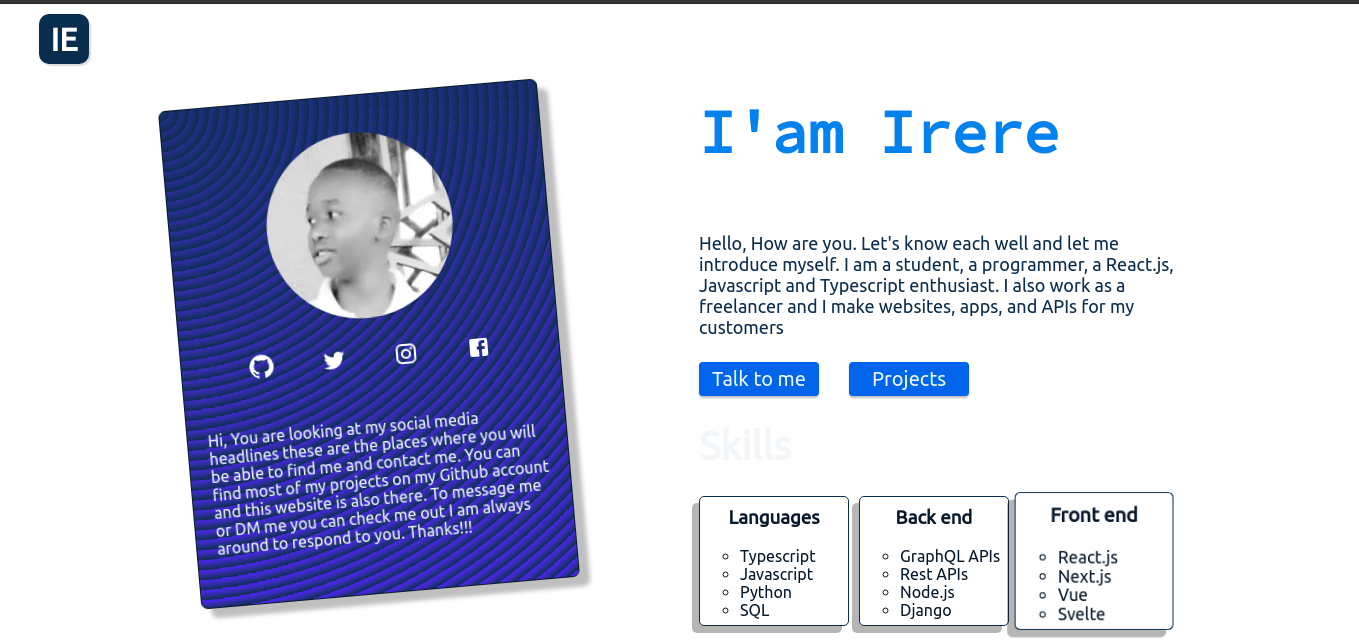 IE
Hi, You are looking at my social media
headlines these are the places where you will
be able to find me and contact me. You can
find most of my projects on my Github account
and this website is also there. To message me
or DM me you can check me out I am always
around to respond to you. Thanks!!!
I'am Irere
Hello, How are you. Let's know each well and let me
introduce myself. I am a student, a programmer, a React.js,
Javascript and Typescript enthusiast. I also work as a
freelancer and I make websites, apps, and APIs for my
customers
Talk to me
Projects
Skills
Languages
Typescript
Javascript
Python
SQL
Back end
GraphQL APIs
Rest APIs
Node.js
Django
Front end
React.js
Next.js
Vue
Svelte